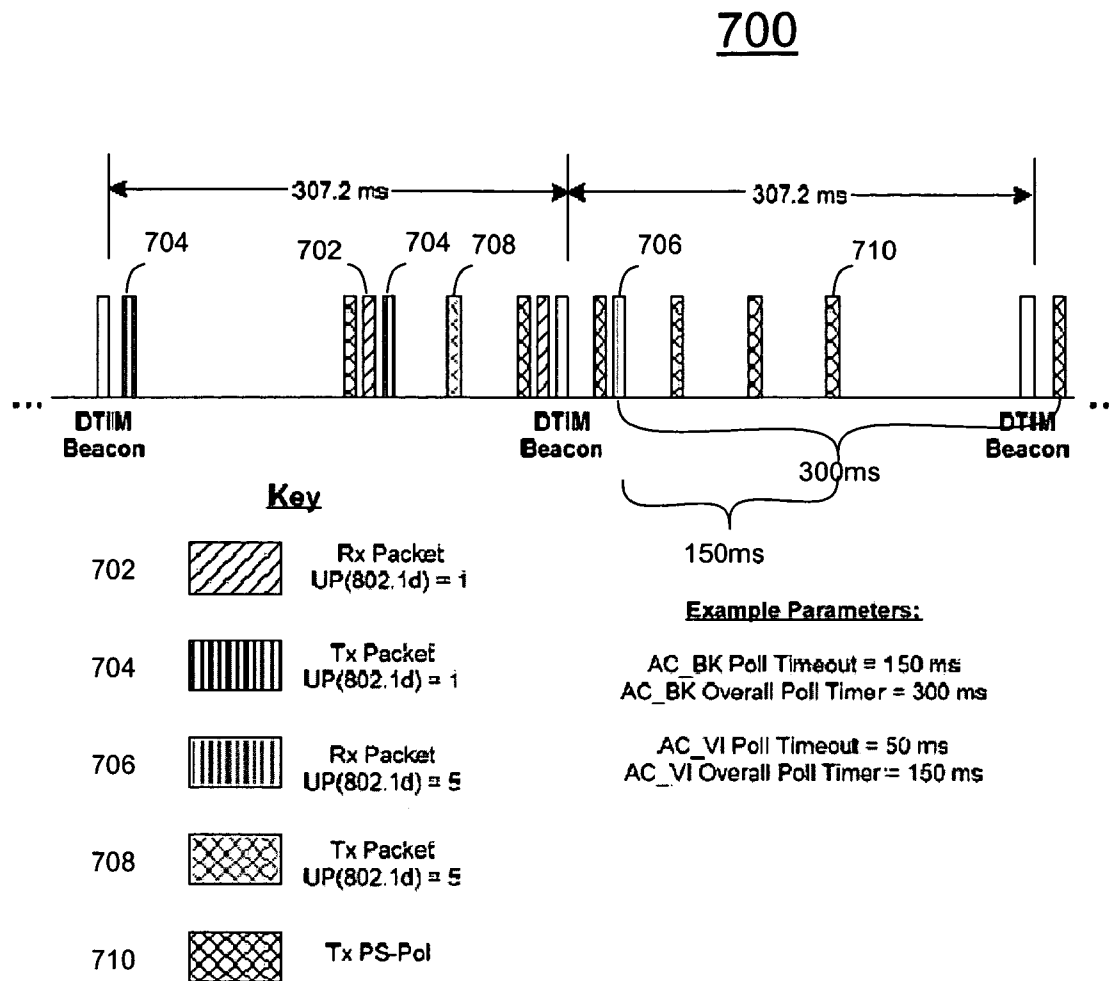 700
307.2 ms
307.2 ms
704
702
704
708
706
710
...
DTIM
Beacon
DTIM
Beacon
DTIM
Beacon
..
300ms
150ms
Key
702
Rx Packet
UP(802.1d) = 1
704
Tx Packet
UP(802.1d) = 1
706
Rx Packet
UP(802.1d) = 5
708
Tx Packet
UP(802.1d) = 5
710
Tx PS-Pol
Example Parameters:
AC_BK Poll Timeout = 150 ms
AC_BK Overall Poll Timer = 300 ms
AC_VI Poll Timeout = 50 ms
AC_VI Overall Poll Timer = 150 ms